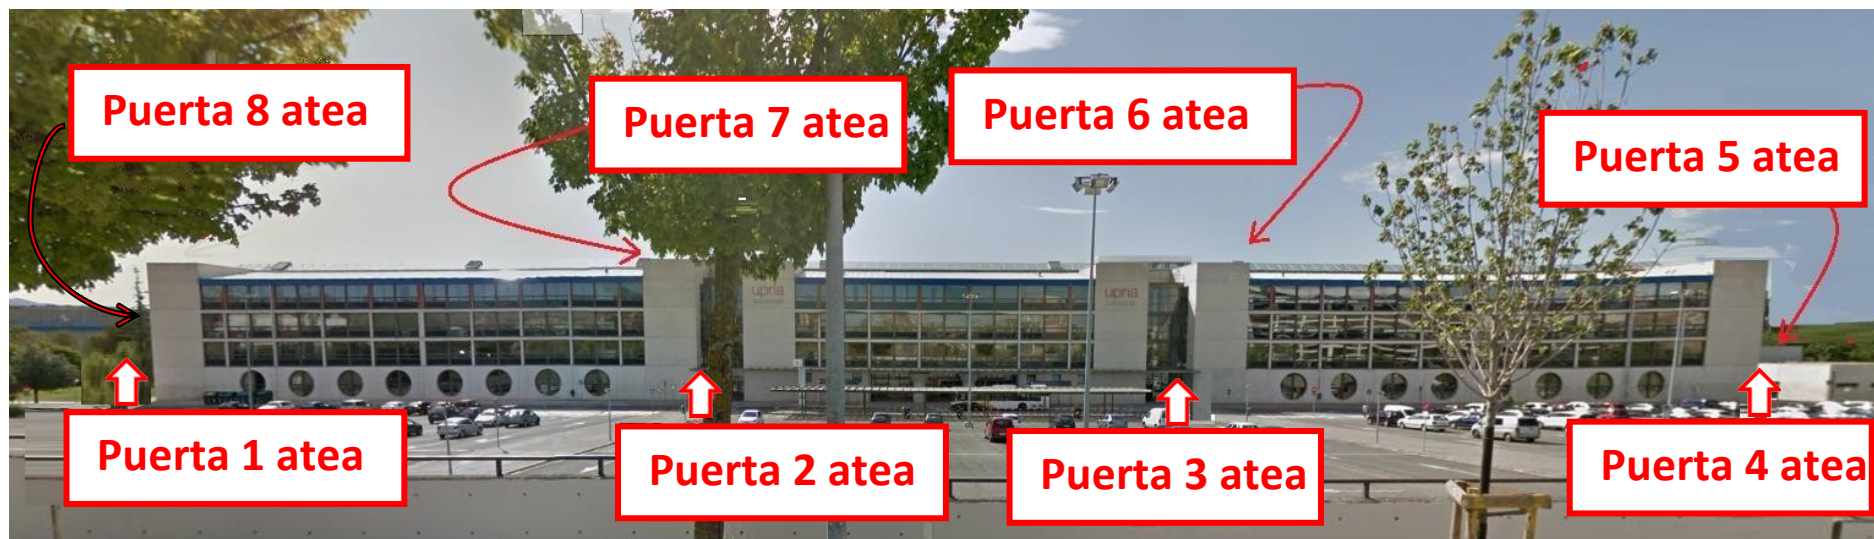 Puerta 8 atea
Puerta 7 atea
Puerta 6 atea
Puerta 5 atea
upna
upna
Puerta 1 atea
Puerta 2 atea
Puerta 3 atea
Puerta 4 atea